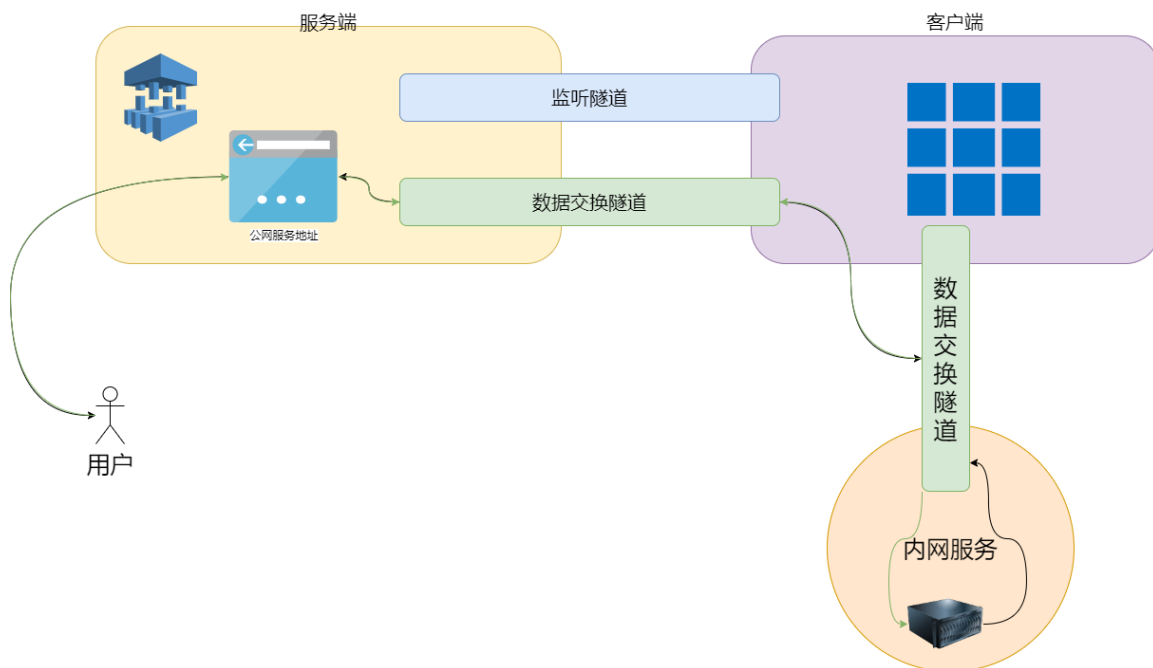 服务端
客户端
监听隧道
数据交换隧道
公网服务地址
数据交换隧道
用户
内网服务